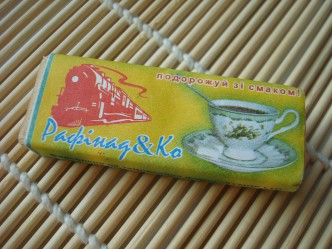 подорожуй зі смаком!
Рафінад&Ко